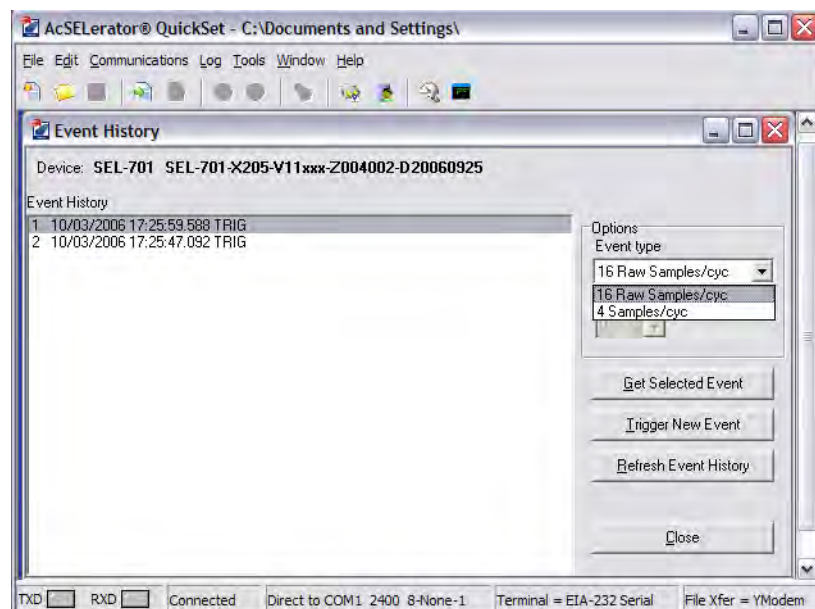 AcSELerator® QuickSet - C:\Documents and Settings\
File Edit Communications Log Tools Window Help
Event History
Device: SEL-701 SEL-701-X205-V11xxx-Z004002-D20060925
Event History
1 10/03/2006 17:25:59.588 TRIG
2 10/03/2006 17:25:47.092 TRIG
Options
Event type
16 Raw Samples/cyc
16 Raw Samples/cyc
4 Samples/cyc
Get Selected Event
Trigger New Event
Refresh Event History
Close
TXD RXD Connected Direct to COM1 2400 8-None-1 Terminal = EIA-232 Serial File Xfer = YModem